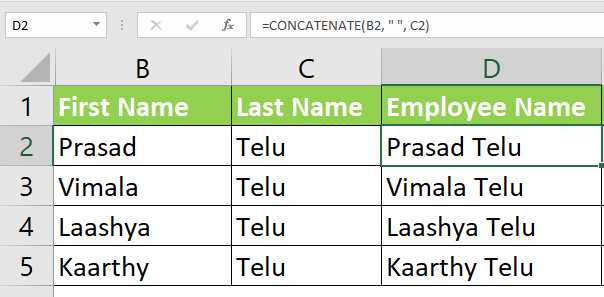 D2 fx =CONCATENATE(B2, " ", C2)
B C D
1 First Name Last Name Employee Name
2 Prasad Telu Prasad Telu
3 Vimala Telu Vimala Telu
4 Laashya Telu Laashya Telu
5 Kaarthy Telu Kaarthy Telu